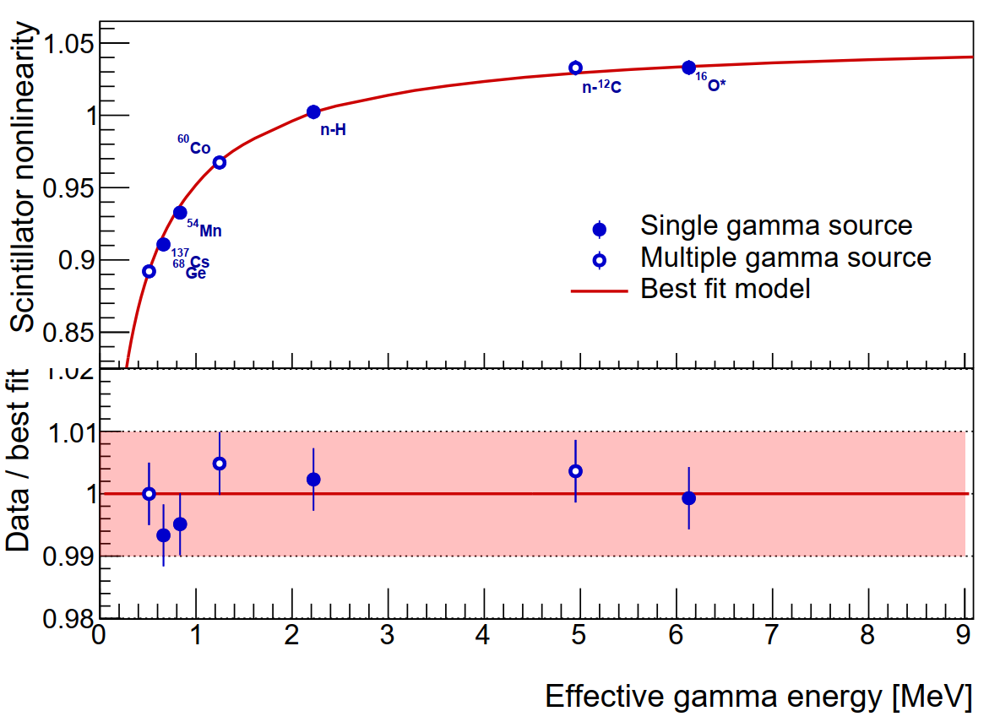 Scintillator nonlinearity
1.05
1
0.95
0.9
0.85
n-¹²C
¹⁶O*
n-H
⁶⁰Co
⁵⁴Mn
¹³⁷Cs
⁶⁸Ge
Single gamma source
Multiple gamma source
Best fit model
Data / best fit
1.02
1.01
1
0.99
0.98
0 1 2 3 4 5 6 7 8 9
Effective gamma energy [MeV]